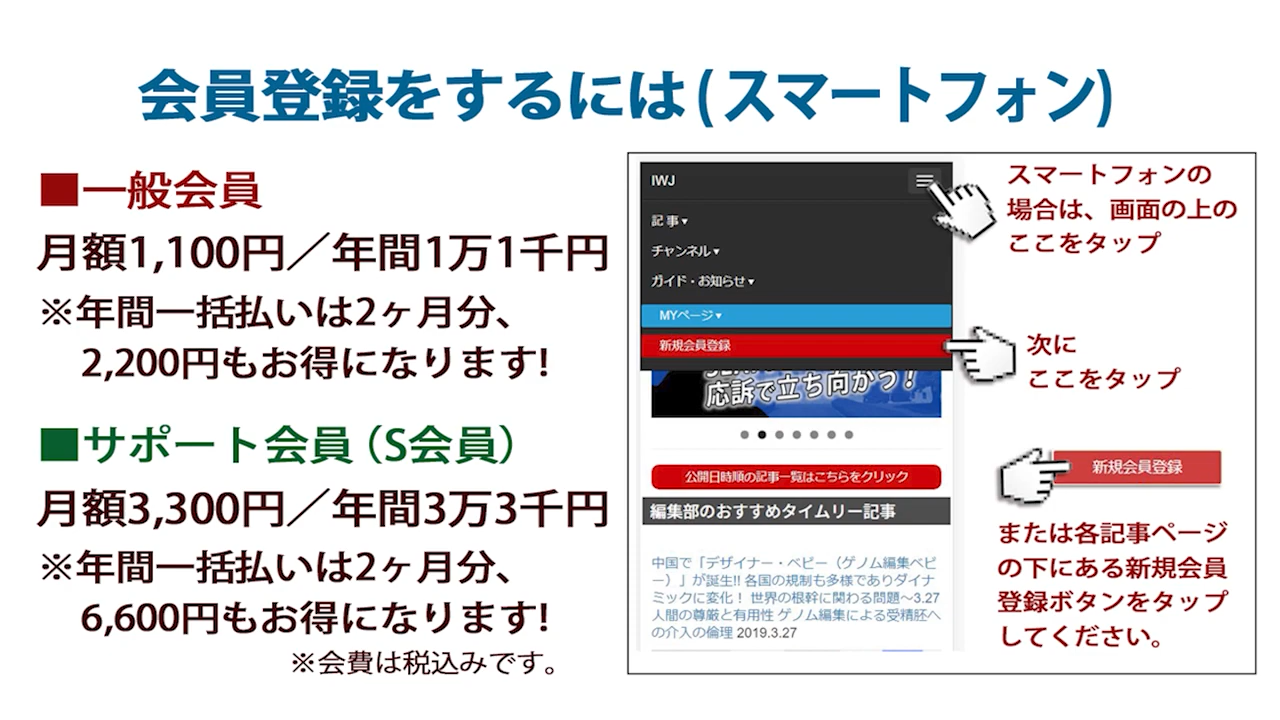 会員登録をするには(スマートフォン)
■一般会員
月額1,100円／年間1万1千円
※年間一括払いは2ヶ月分、
2,200円もお得になります!
■サポート会員（S会員）
月額3,300円／年間3万3千円
※年間一括払いは2ヶ月分、
6,600円もお得になります!
※会費は税込みです。
IWJ
記事▾
チャンネル▾
ガイド・お知らせ▾
MYページ▾
新規会員登録
応訴で立ち向かう！
公開日時順の記事一覧はこちらをクリック
編集部のおすすめタイムリー記事
中国で「デザイナー・ベビー（ゲノム編集ベビ
ー）」が誕生!! 各国の規制も多様でありダイナ
ミックに変化！ 世界の根幹に関わる問題～3.27
人間の尊厳と有用性 ゲノム編集による受精胚へ
の介入の倫理 2019.3.27
スマートフォンの
場合は、画面の上の
ここをタップ
次に
ここをタップ
新規会員登録
または各記事ページ
の下にある新規会員
登録ボタンをタップ
してください。